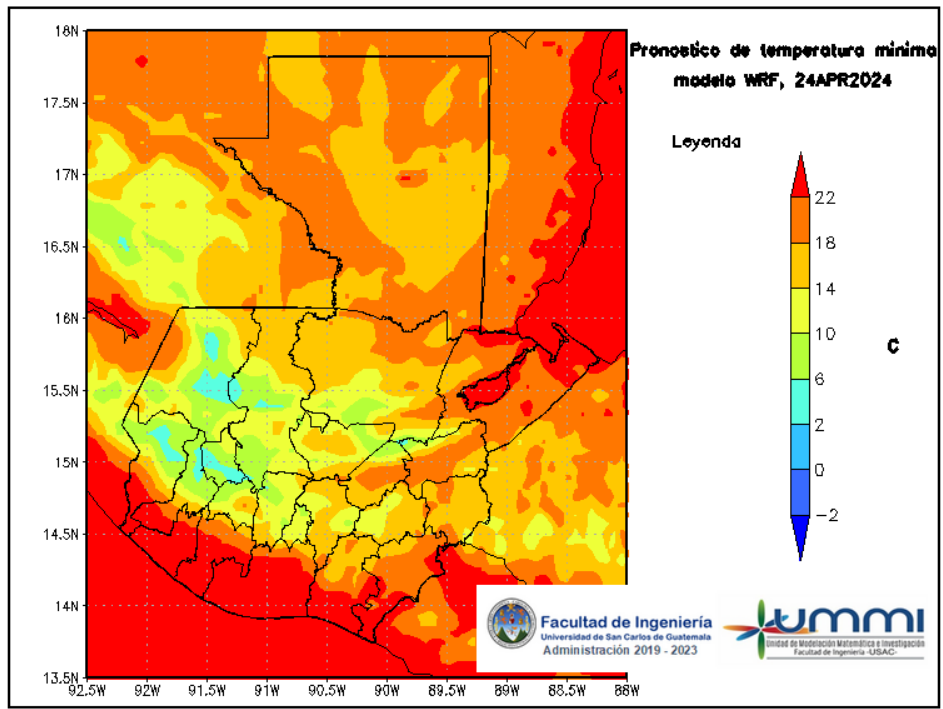 Pronostico de temperatura minima
modelo WRF, 24APR2024
Leyenda
22
18
14
10
6
2
0
-2
C
18N
17.5N
17N
16.5N
16N
15.5N
15N
14.5N
14N
13.5N
92.5W
92W
91.5W
91W
90.5W
90W
89.5W
89W
88.5W
88W
Facultad de Ingeniería
Universidad de San Carlos de Guatemala
Administración 2019 - 2023
UMMI
Unidad de Modelación Matemática e Investigación
Facultad de Ingeniería -USAC-